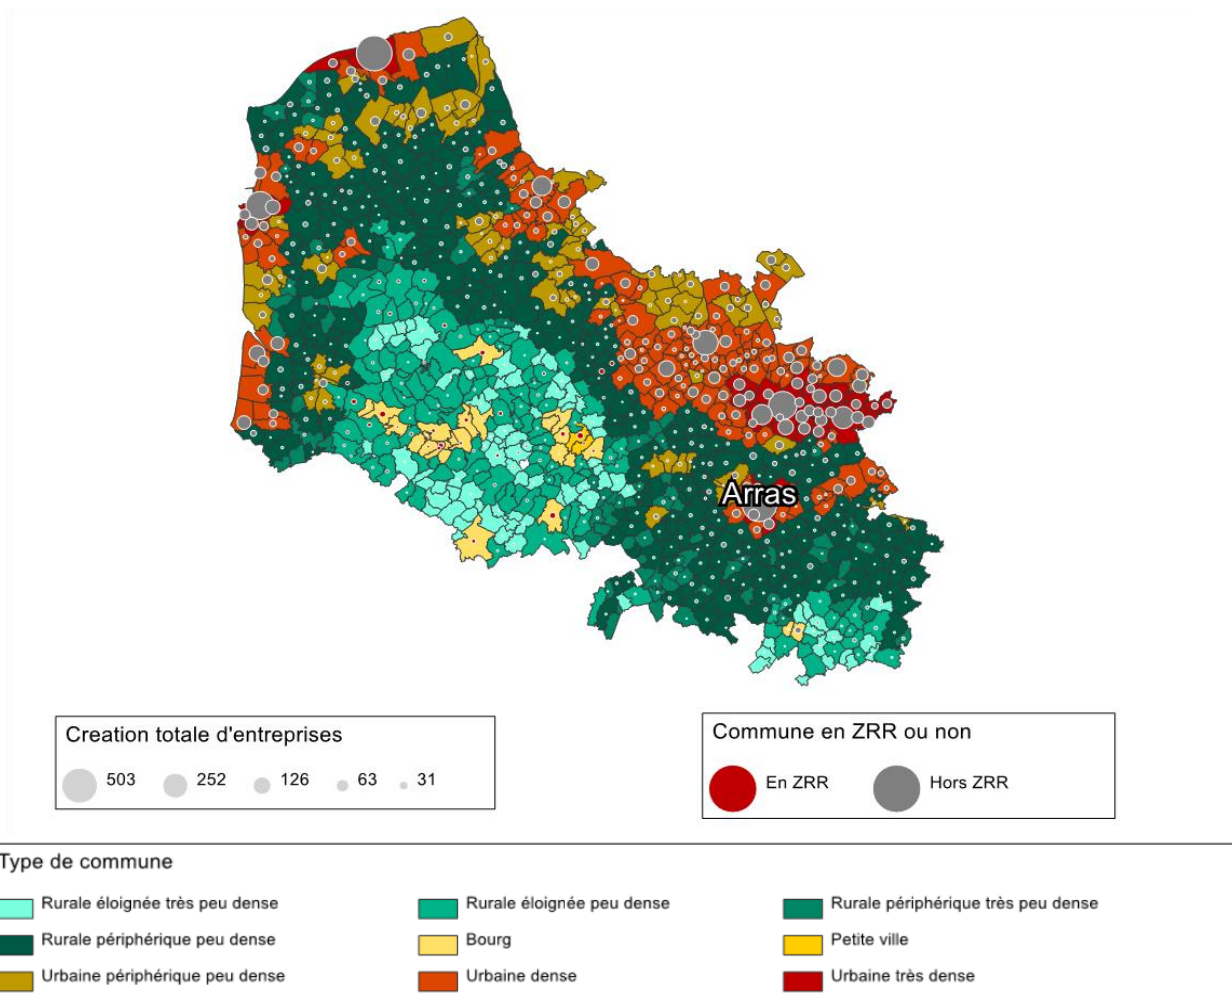 Arras
Creation totale d'entreprises
503 252 126 63 31
Commune en ZRR ou non
En ZRR Hors ZRR
Type de commune
Rurale éloignée très peu dense Rurale éloignée peu dense Rurale périphérique très peu dense
Rurale périphérique peu dense Bourg Petite ville
Urbaine périphérique peu dense Urbaine dense Urbaine très dense